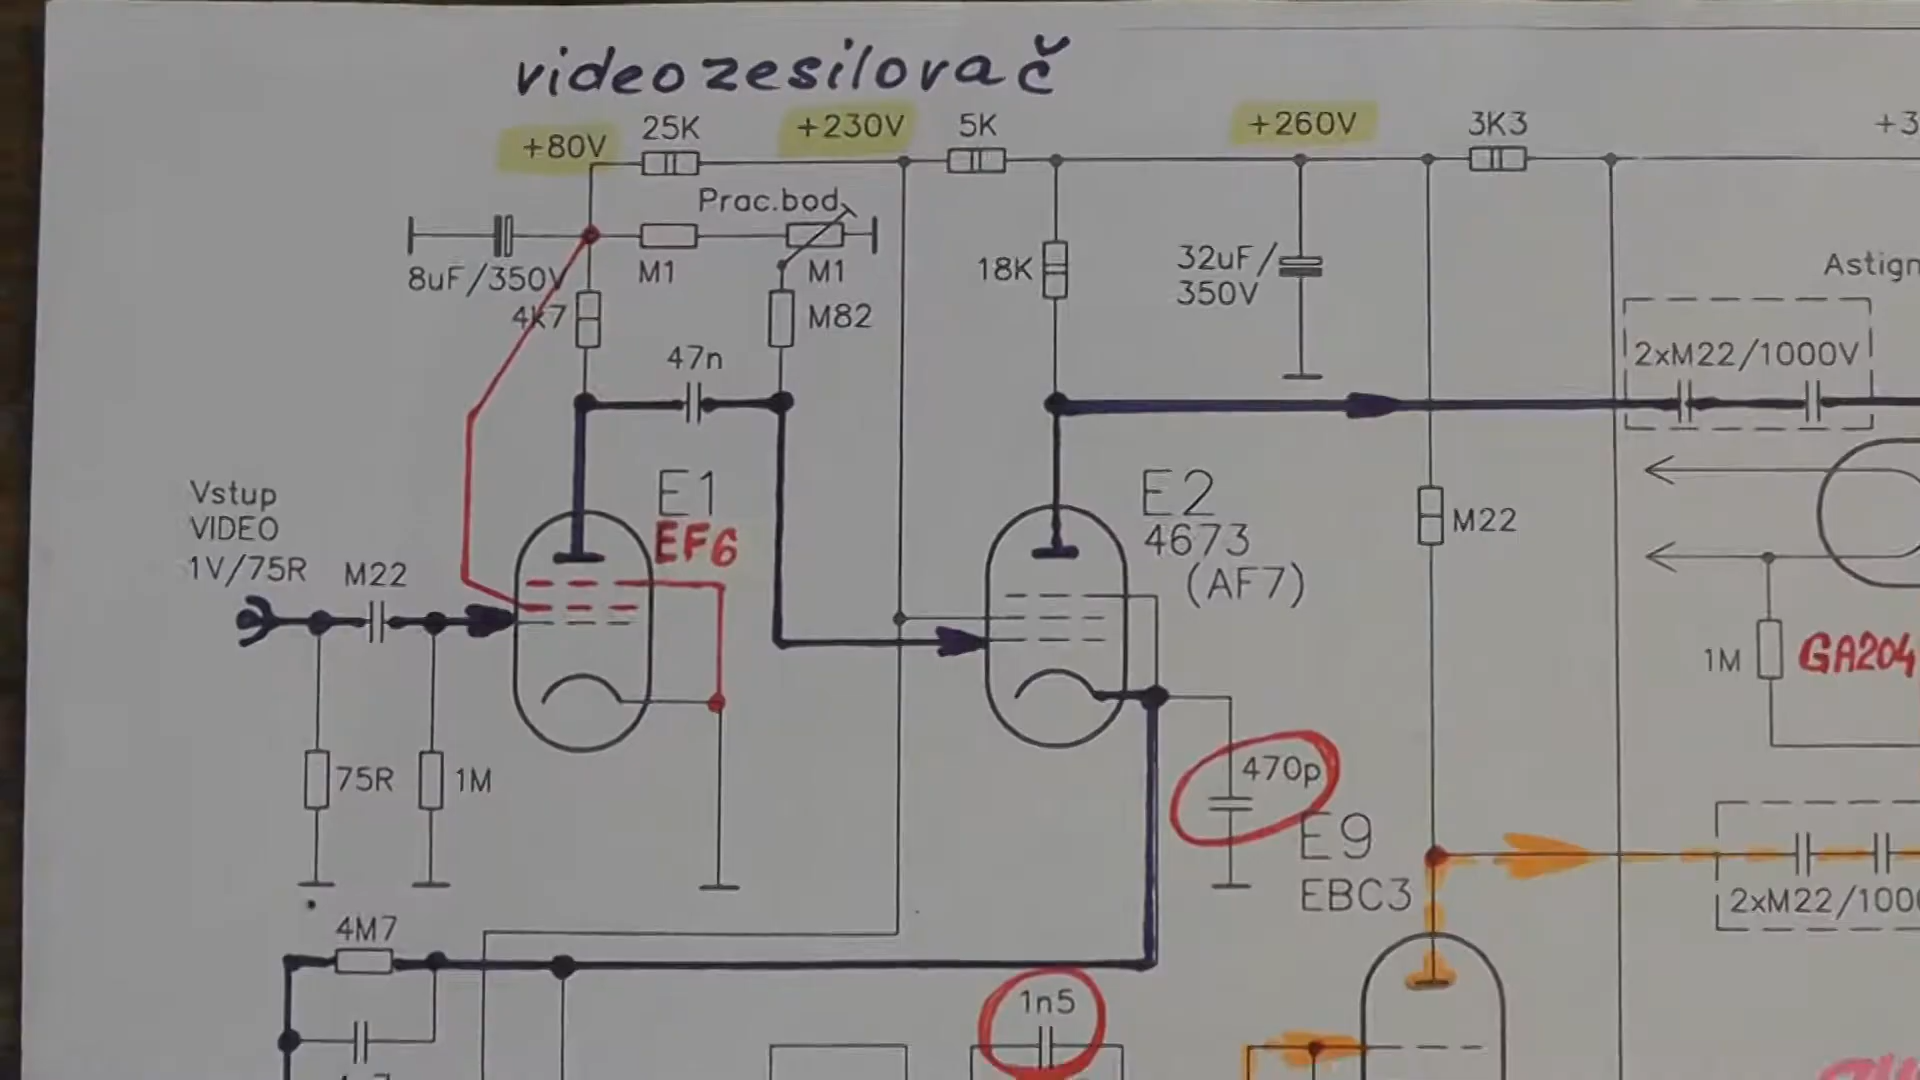 videozesilovač
+80V
25K
+230V
5K
+260V
3K3
+3
Prac.bod
8uF/350V
M1
M1
4k7
M82
18K
32uF/
350V
Astign
47n
2xM22/1000V
Vstup
VIDEO
1V/75R
M22
E1
EF6
E2
4673
(AF7)
M22
1M
GA204
75R
1M
470p
E9
EBC3
2xM22/100
4M7
1n5